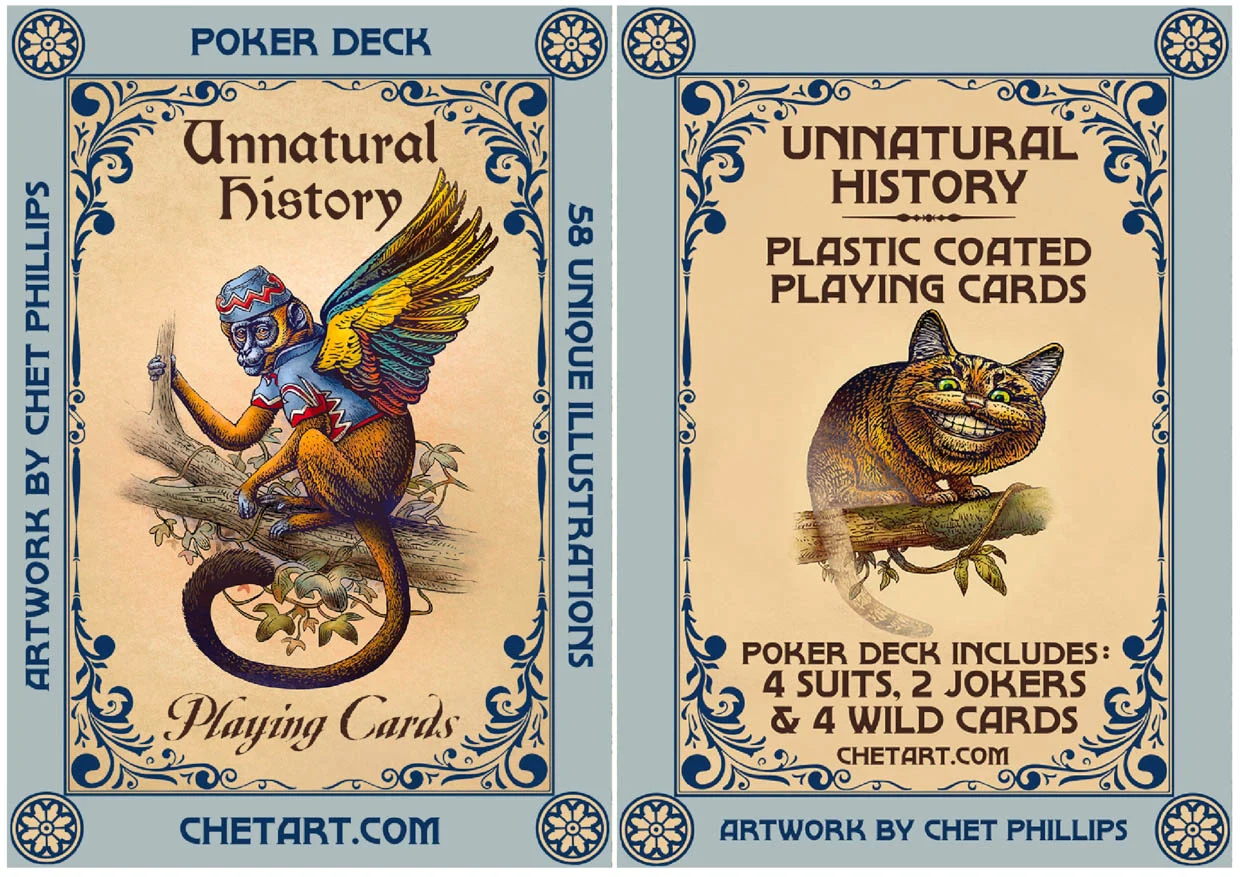 POKER DECK
Unnatural
History
ARTWORK BY CHET PHILLIPS
58 UNIQUE ILLUSTRATIONS
Playing Cards
CHETART.COM
UNNATURAL
HISTORY
PLASTIC COATED
PLAYING CARDS
POKER DECK INCLUDES:
4 SUITS, 2 JOKERS
& 4 WILD CARDS
CHETART.COM
ARTWORK BY CHET PHILLIPS